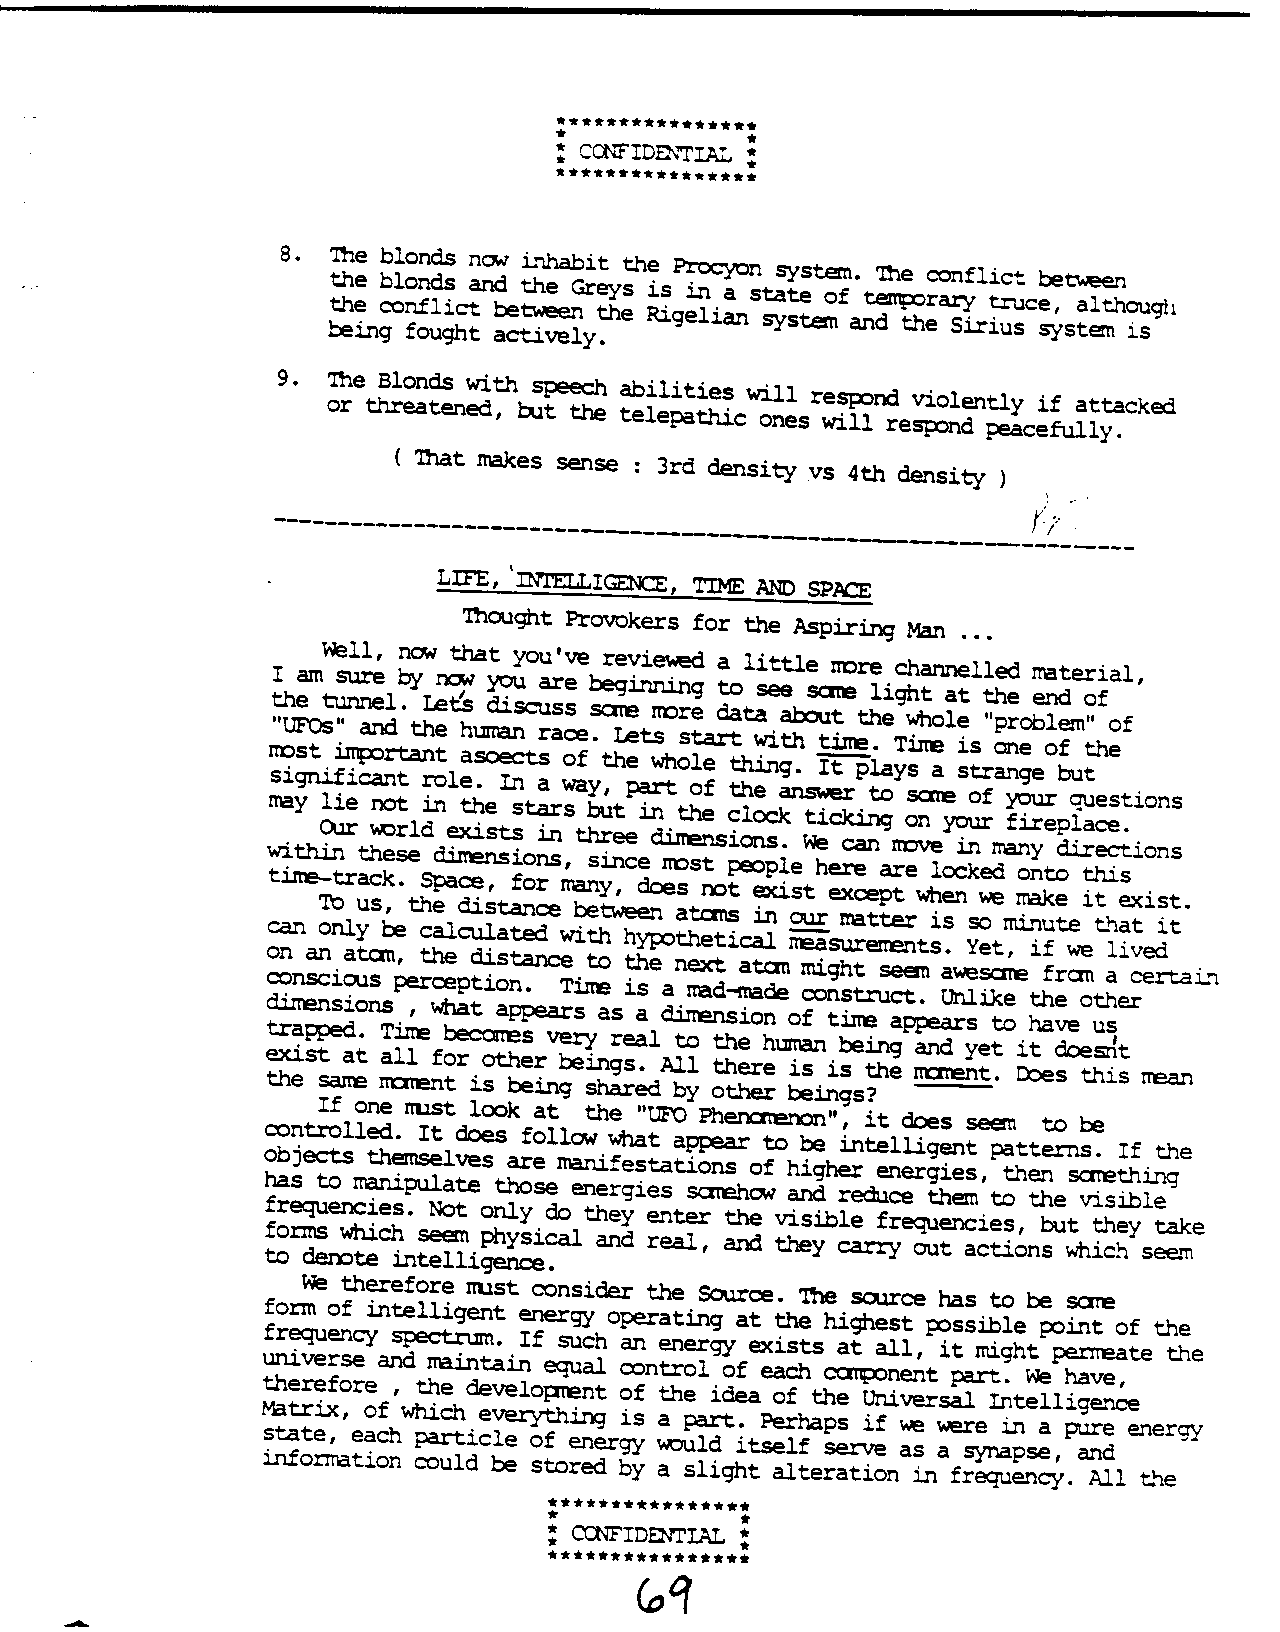 ****************
* CONFIDENTIAL *
****************
8. The blonds now inhabit the Procyon system. The conflict between
the blonds and the Greys is in a state of temporary truce, although
the conflict between the Rigelian system and the Sirius system is
being fought actively.
9. The Blonds with speech abilities will respond violently if attacked
or threatened, but the telepathic ones will respond peacefully.
( That makes sense : 3rd density vs 4th density )
--------------------------------------------------------------------
LIFE, INTELLIGENCE, TIME AND SPACE
Thought Provokers for the Aspiring Man ...
Well, now that you've reviewed a little more channelled material,
I am sure by now you are beginning to see some light at the end of
the tunnel. Let's discuss some more data about the whole "problem" of
"UFOs" and the human race. Lets start with time. Time is one of the
most important asoects of the whole thing. It plays a strange but
significant role. In a way, part of the answer to some of your questions
may lie not in the stars but in the clock ticking on your fireplace.
Our world exists in three dimensions. We can move in many directions
within these dimensions, since most people here are locked onto this
time-track. Space, for many, does not exist except when we make it exist.
To us, the distance between atoms in our matter is so minute that it
can only be calculated with hypothetical measurements. Yet, if we lived
on an atom, the distance to the next atom might seem awesome from a certain
conscious perception. Time is a mad-made construct. Unlike the other
dimensions , what appears as a dimension of time appears to have us
trapped. Time becomes very real to the human being and yet it doesn't
exist at all for other beings. All there is is the moment. Does this mean
the same moment is being shared by other beings?
If one must look at the "UFO Phenomenon", it does seem to be
controlled. It does follow what appear to be intelligent patterns. If the
objects themselves are manifestations of higher energies, then something
has to manipulate those energies somehow and reduce them to the visible
frequencies. Not only do they enter the visible frequencies, but they take
forms which seem physical and real, and they carry out actions which seem
to denote intelligence.
We therefore must consider the Source. The source has to be some
form of intelligent energy operating at the highest possible point of the
frequency spectrum. If such an energy exists at all, it might permeate the
universe and maintain equal control of each component part. We have,
therefore , the development of the idea of the Universal Intelligence
Matrix, of which everything is a part. Perhaps if we were in a pure energy
state, each particle of energy would itself serve as a synapse, and
information could be stored by a slight alteration in frequency. All the
****************
* CONFIDENTIAL *
****************
69